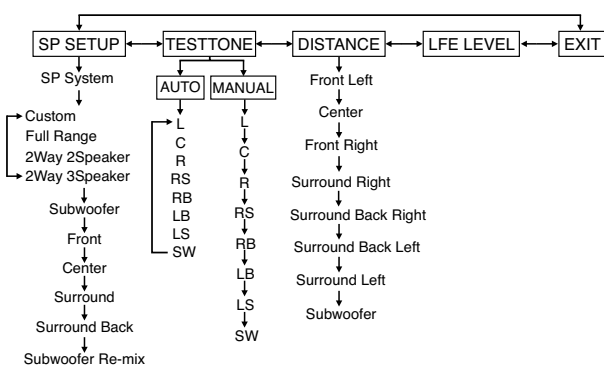 SP SETUP
TESTTONE
DISTANCE
LFE LEVEL
EXIT
SP System
Custom
Full Range
2Way 2Speaker
2Way 3Speaker
Subwoofer
Front
Center
Surround
Surround Back
Subwoofer Re-mix
AUTO
L
C
R
RS
RB
LB
LS
SW
MANUAL
L
C
R
RS
RB
LB
LS
SW
Front Left
Center
Front Right
Surround Right
Surround Back Right
Surround Back Left
Surround Left
Subwoofer